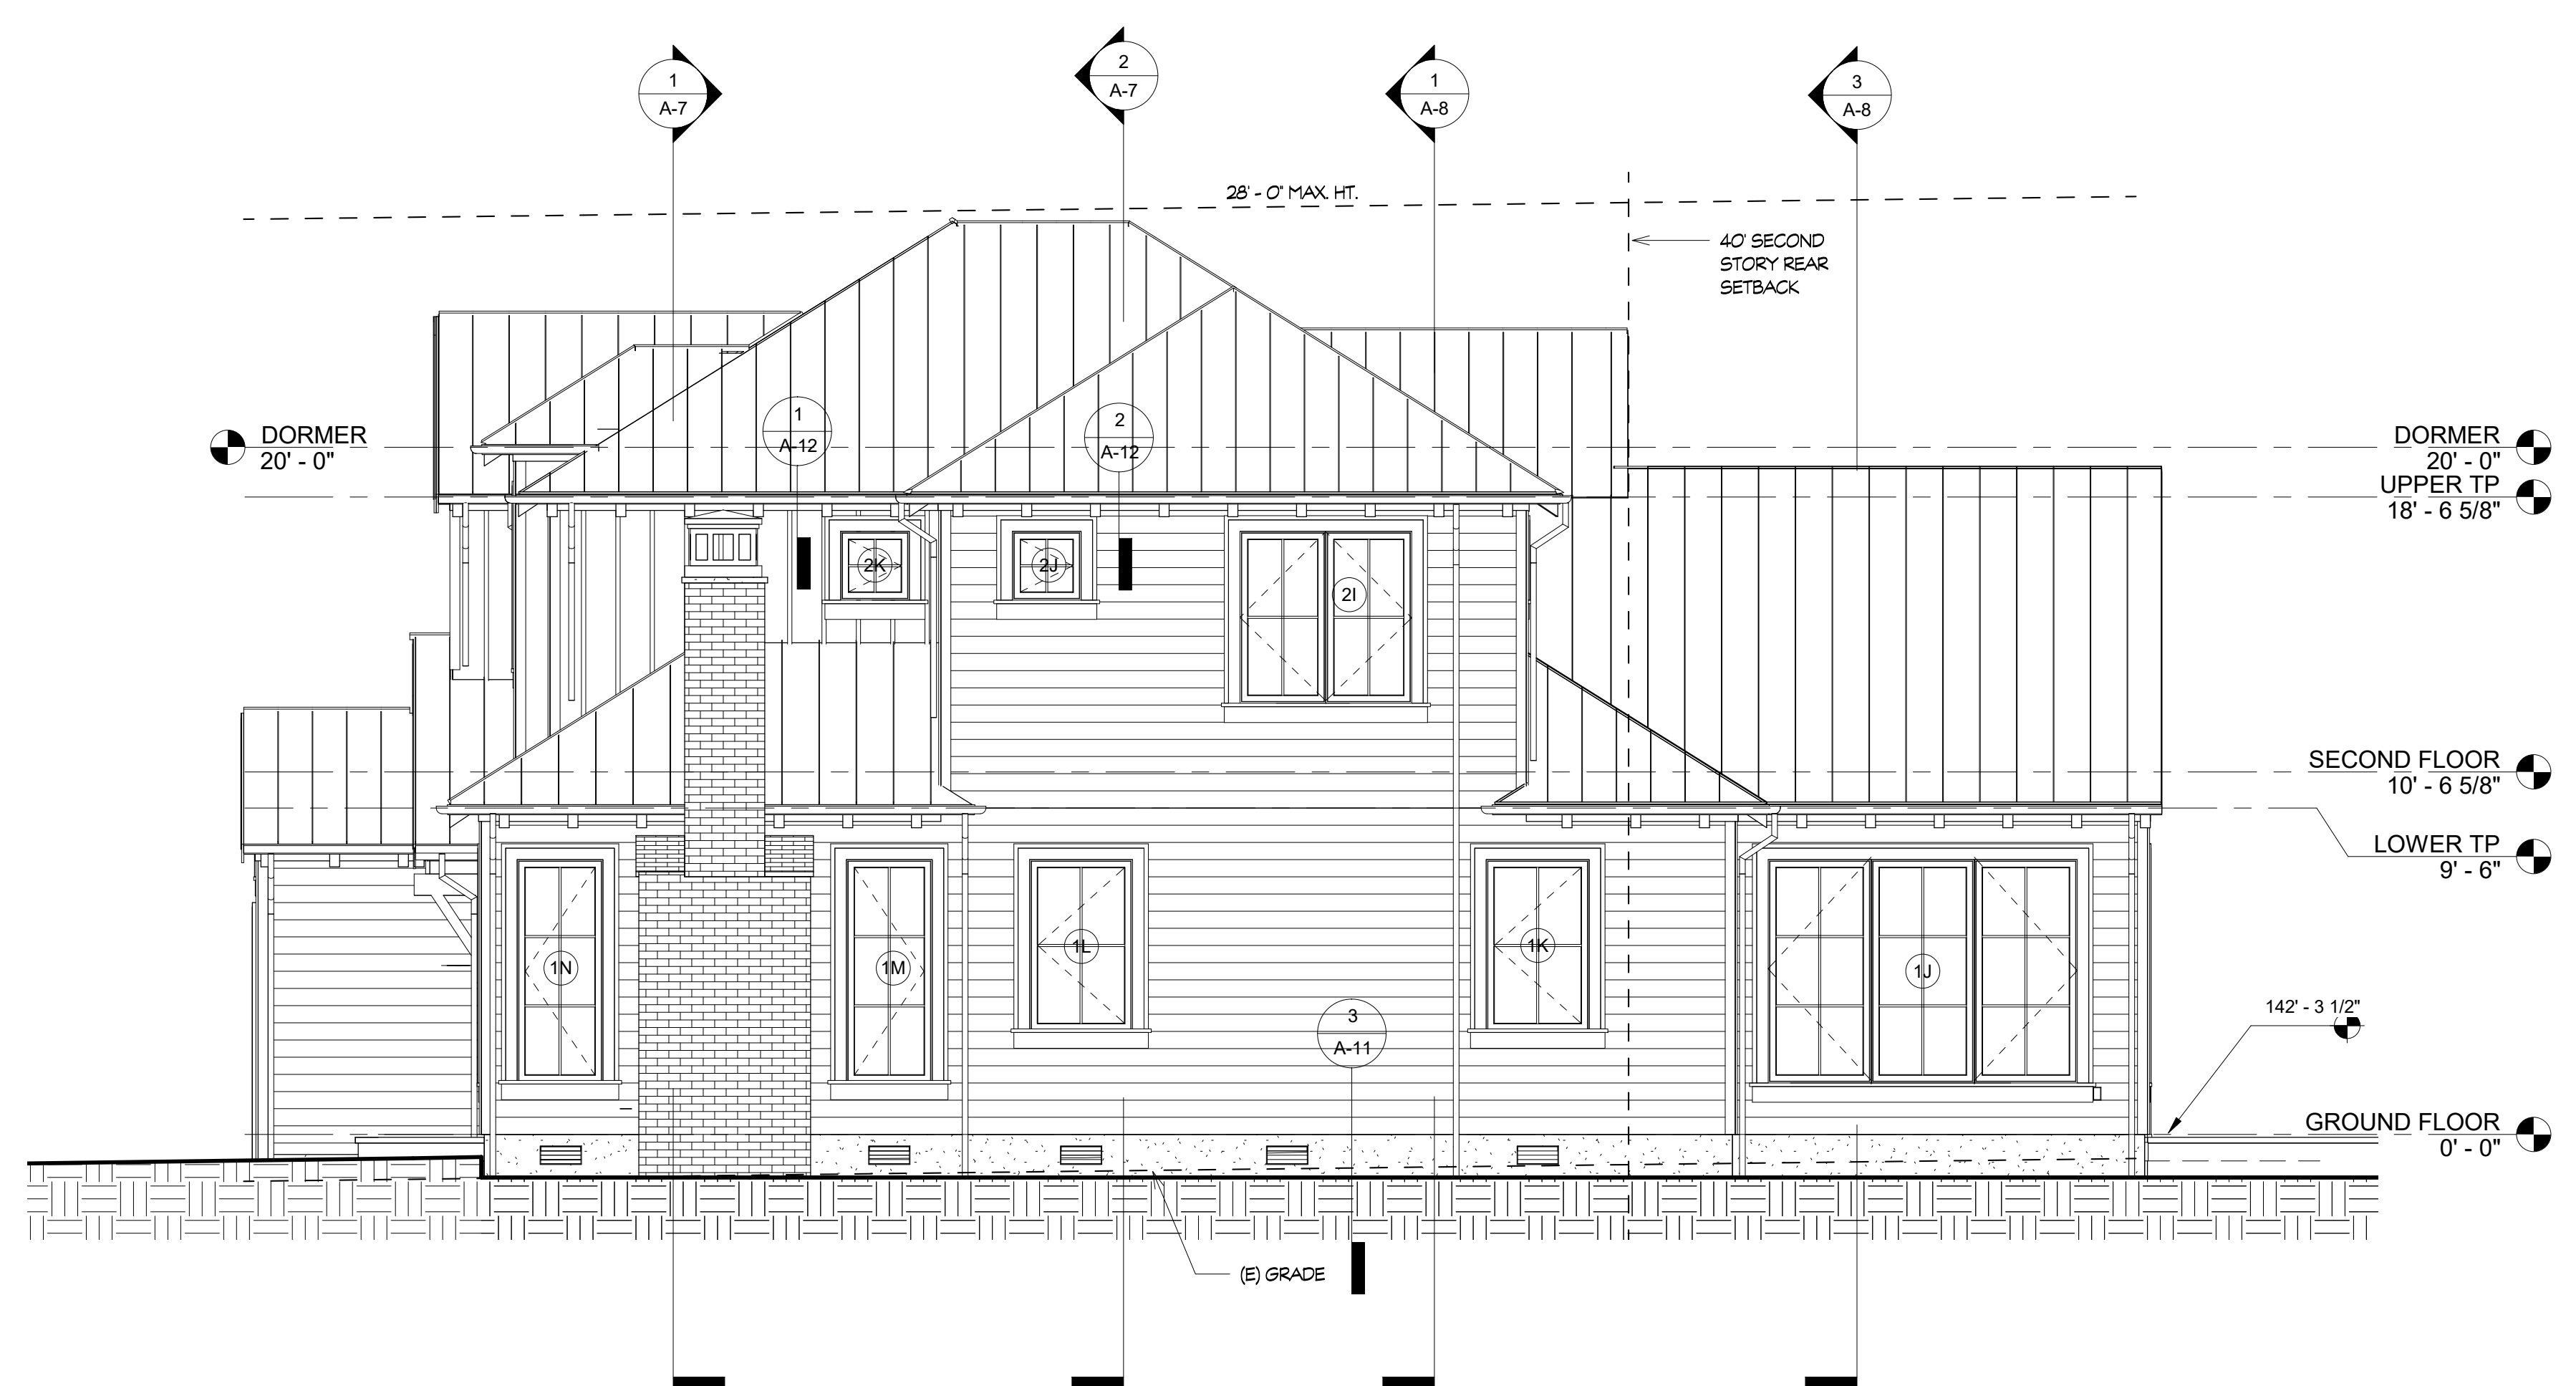 1
A-7
2
A-7
1
A-8
3
A-8
28' - 0" MAX. HT.
40' SECOND
STORY REAR
SETBACK
DORMER
20' - 0"
1
A-12
2
A-12
DORMER
20' - 0"
UPPER TP
18' - 6 5/8"
2K
2J
2I
SECOND FLOOR
10' - 6 5/8"
LOWER TP
9' - 6"
1N
1M
1L
1K
1J
3
A-11
142' - 3 1/2"
GROUND FLOOR
0' - 0"
(E) GRADE